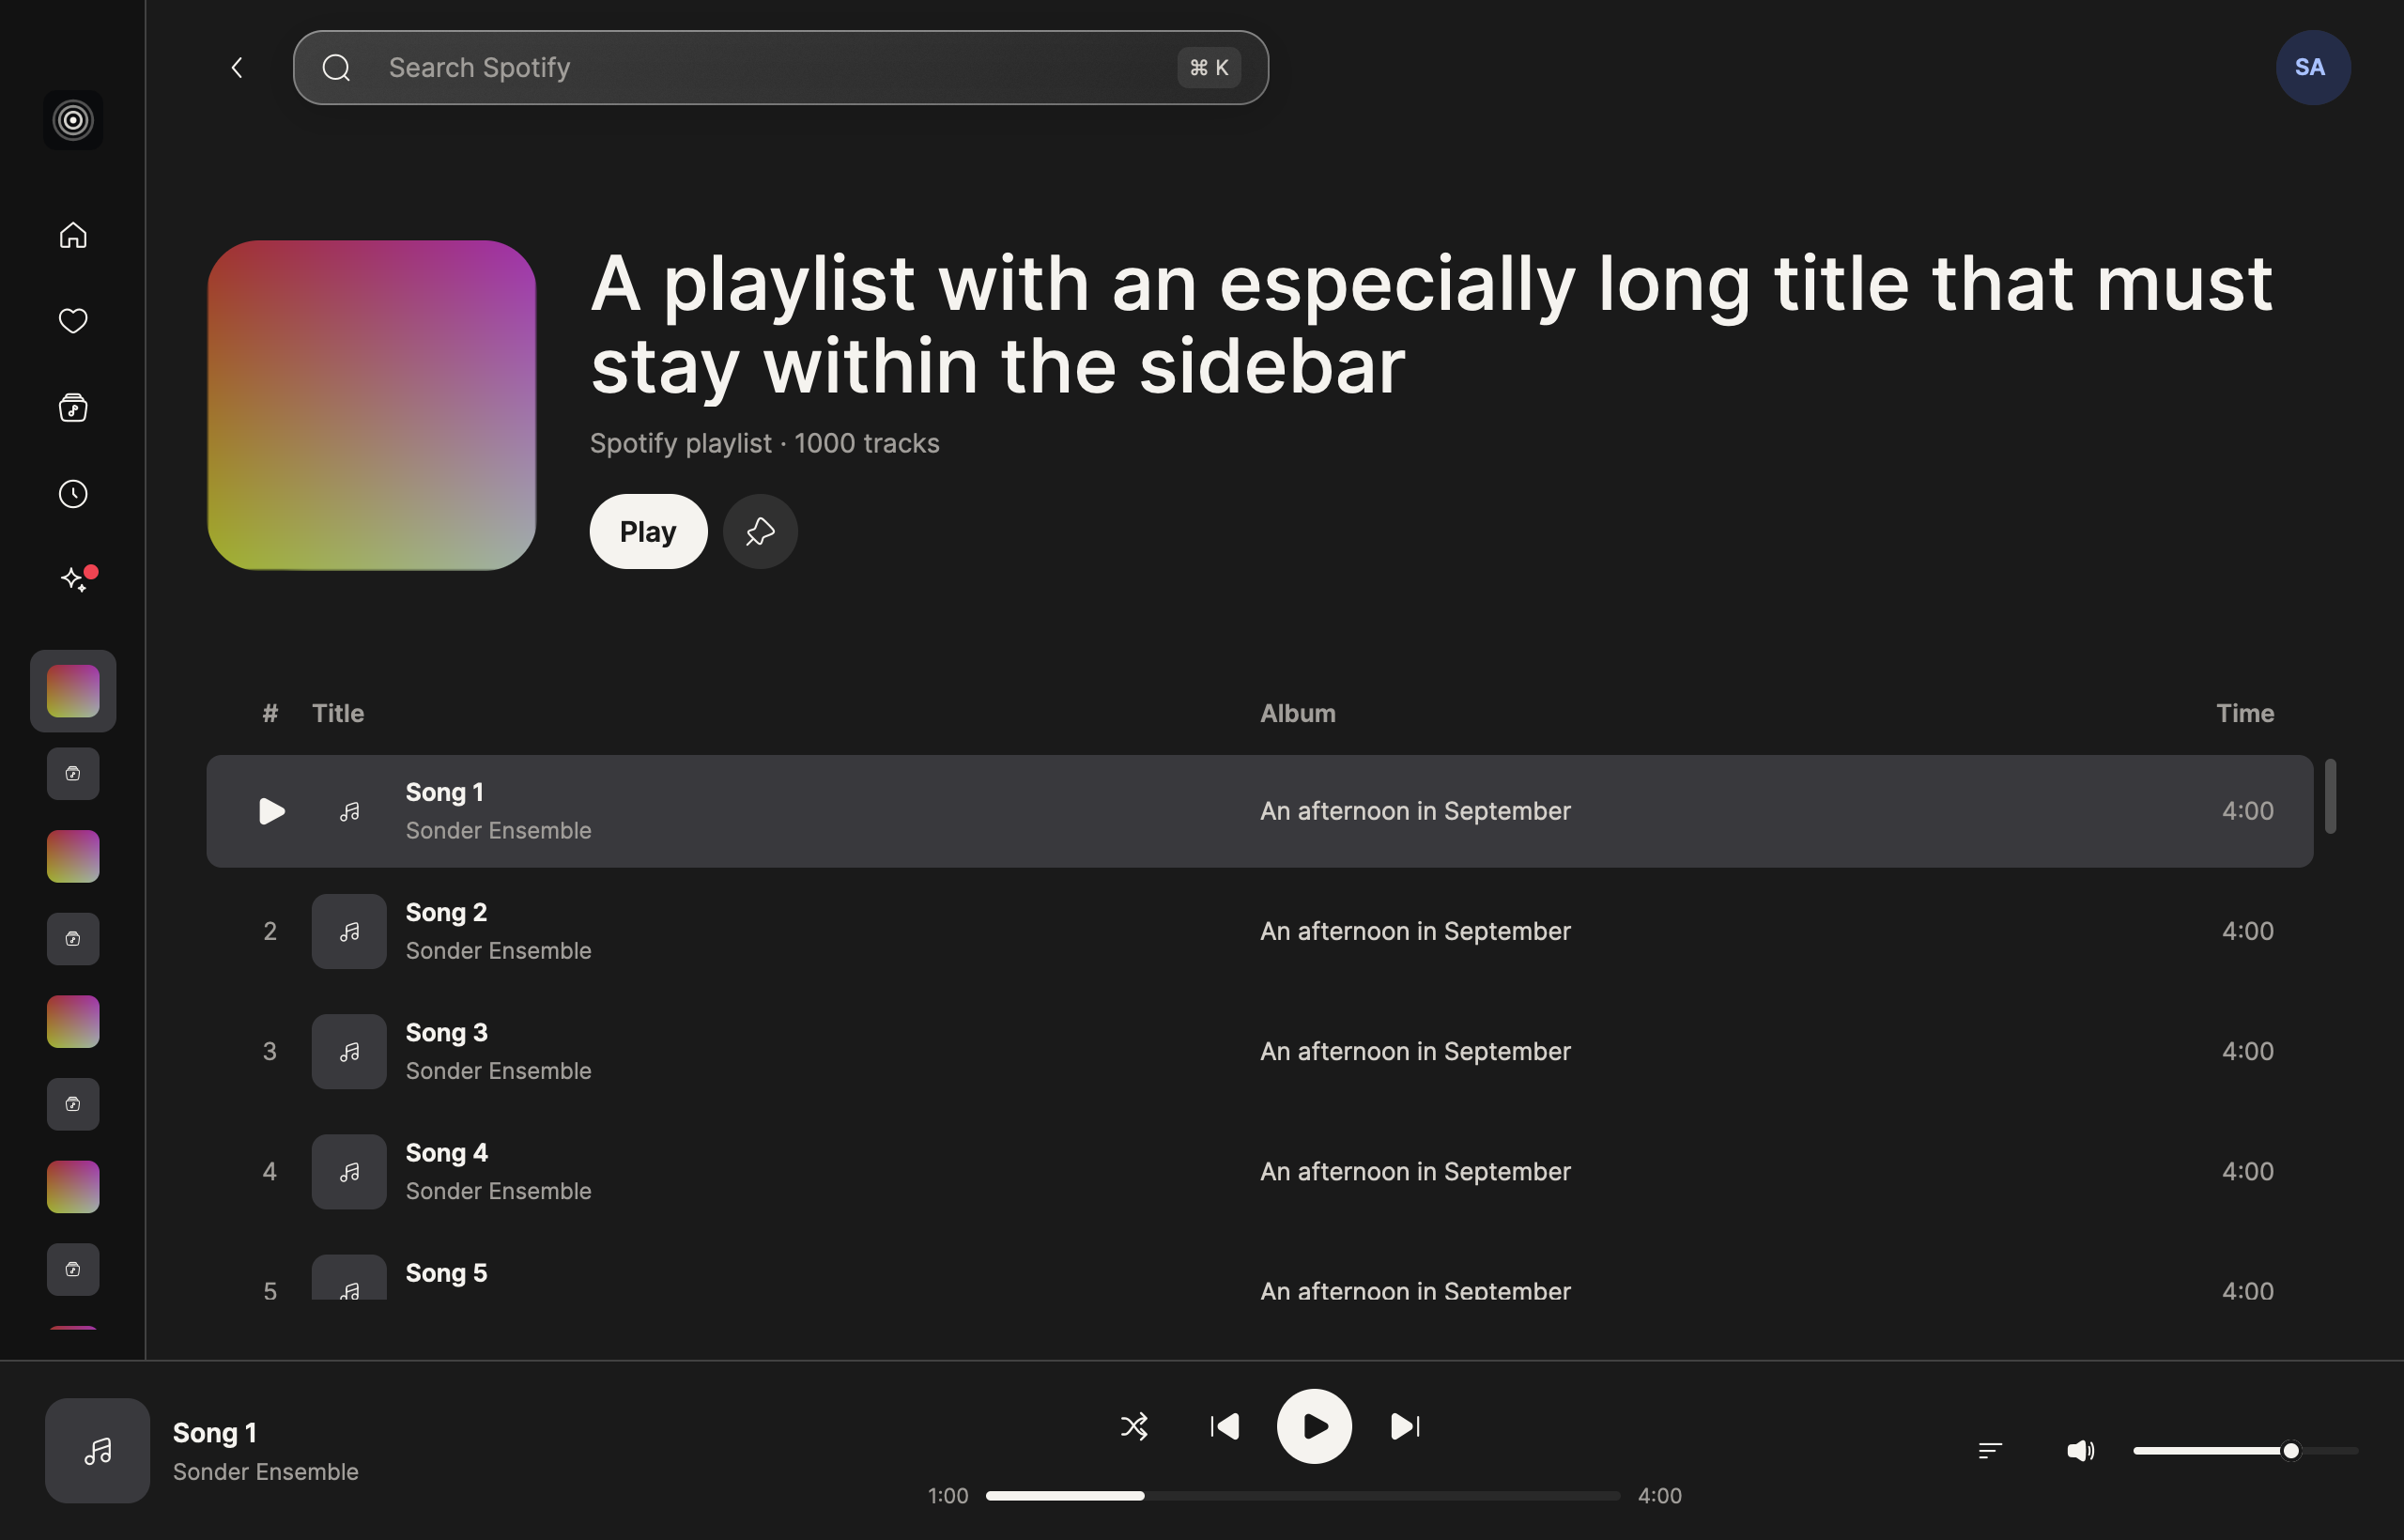 Search Spotify
⌘ K
SA
A playlist with an especially long title that must
stay within the sidebar
Spotify playlist · 1000 tracks
Play
# Title Album Time
Song 1
Sonder Ensemble
An afternoon in September
4:00
2
Song 2
Sonder Ensemble
An afternoon in September
4:00
3
Song 3
Sonder Ensemble
An afternoon in September
4:00
4
Song 4
Sonder Ensemble
An afternoon in September
4:00
5
Song 5
An afternoon in September
4:00
Song 1
Sonder Ensemble
1:00
4:00